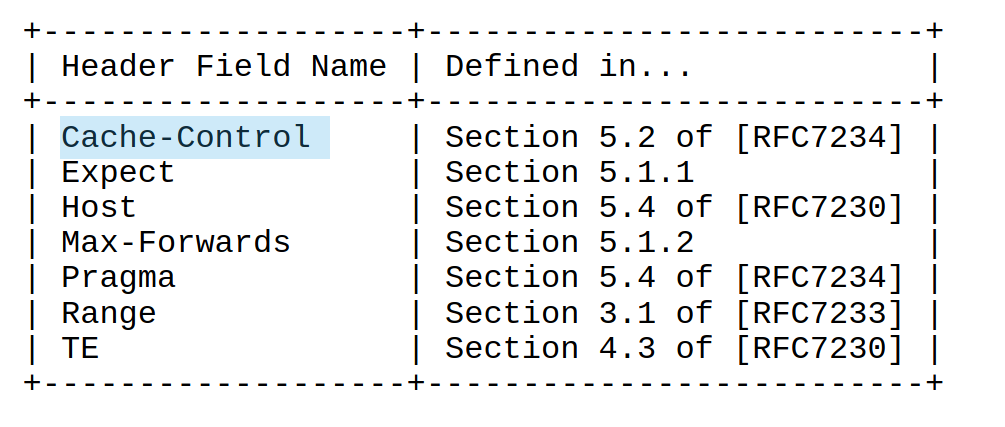 +-------------------+--------------------------+
| Header Field Name | Defined in...            |
+-------------------+--------------------------+
| Cache-Control     | Section 5.2 of [RFC7234] |
| Expect            | Section 5.1.1            |
| Host              | Section 5.4 of [RFC7230] |
| Max-Forwards      | Section 5.1.2            |
| Pragma            | Section 5.4 of [RFC7234] |
| Range             | Section 3.1 of [RFC7233] |
| TE                | Section 4.3 of [RFC7230] |
+-------------------+--------------------------+